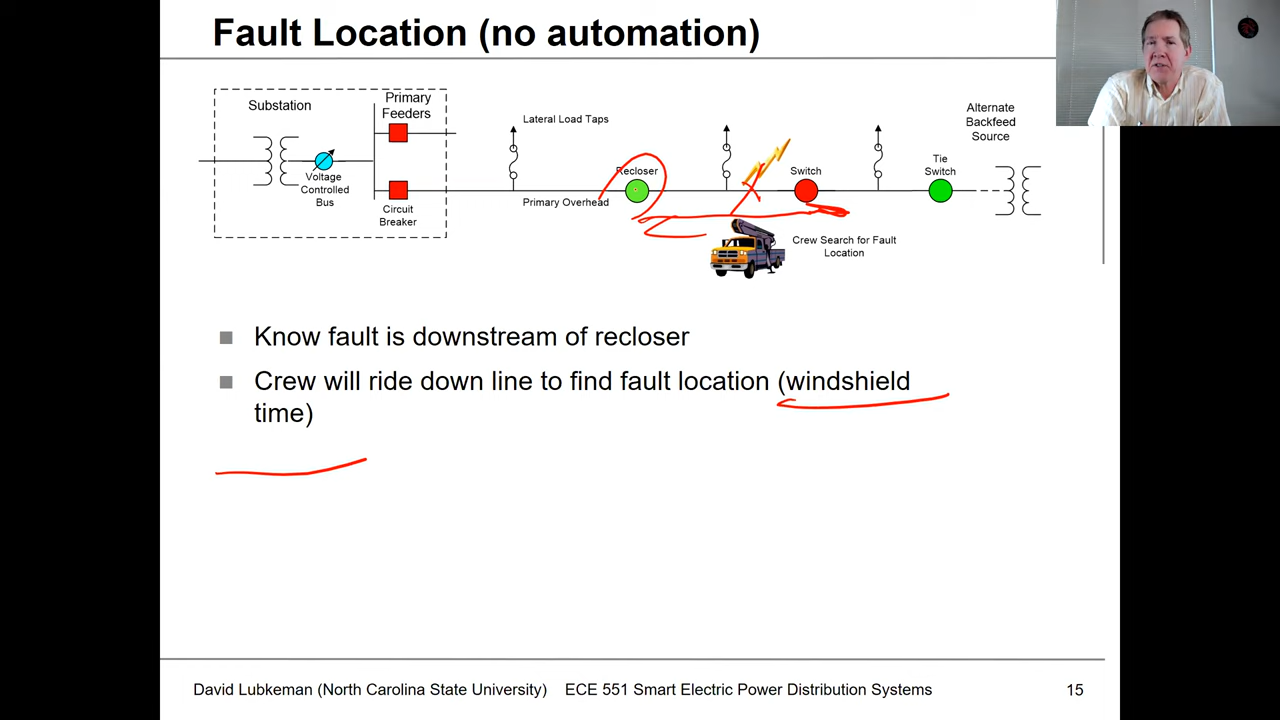 Fault Location (no automation)
Substation
Primary
Feeders
Voltage
Controlled
Bus
Circuit
Breaker
Lateral Load Taps
Primary Overhead
Recloser
Switch
Crew Search for Fault
Location
Tie
Switch
Alternate
Backfeed
Source
Know fault is downstream of recloser
Crew will ride down line to find fault location (windshield
time)
David Lubkeman (North Carolina State University) ECE 551 Smart Electric Power Distribution Systems 15